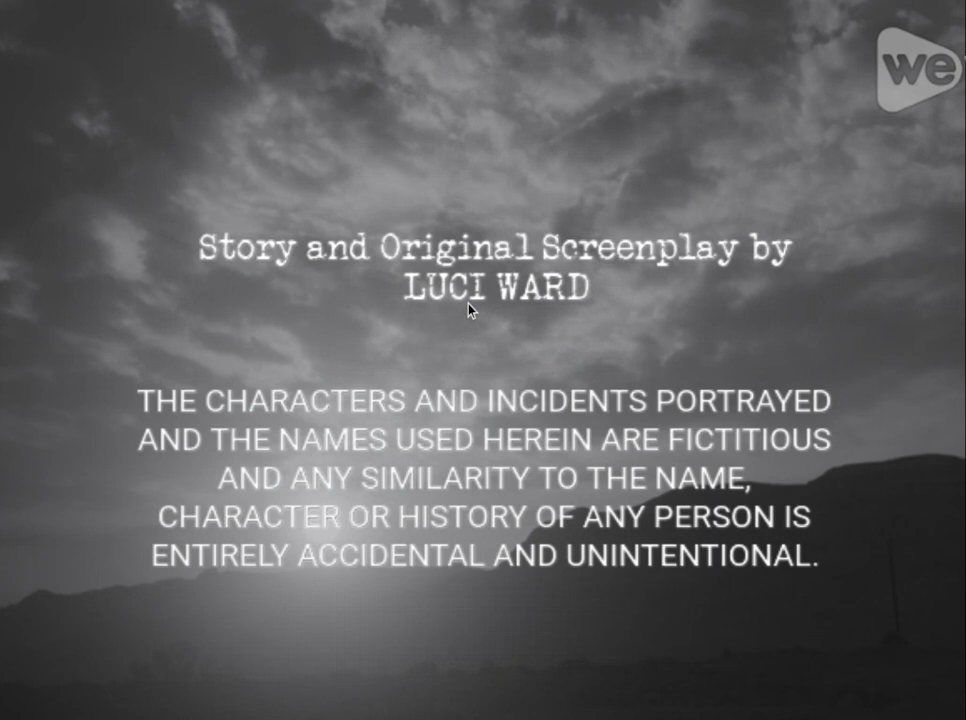 we
Story and Original Screenplay by
LUCI WARD
THE CHARACTERS AND INCIDENTS PORTRAYED
AND THE NAMES USED HEREIN ARE FICTITIOUS
AND ANY SIMILARITY TO THE NAME,
CHARACTER OR HISTORY OF ANY PERSON IS
ENTIRELY ACCIDENTAL AND UNINTENTIONAL.